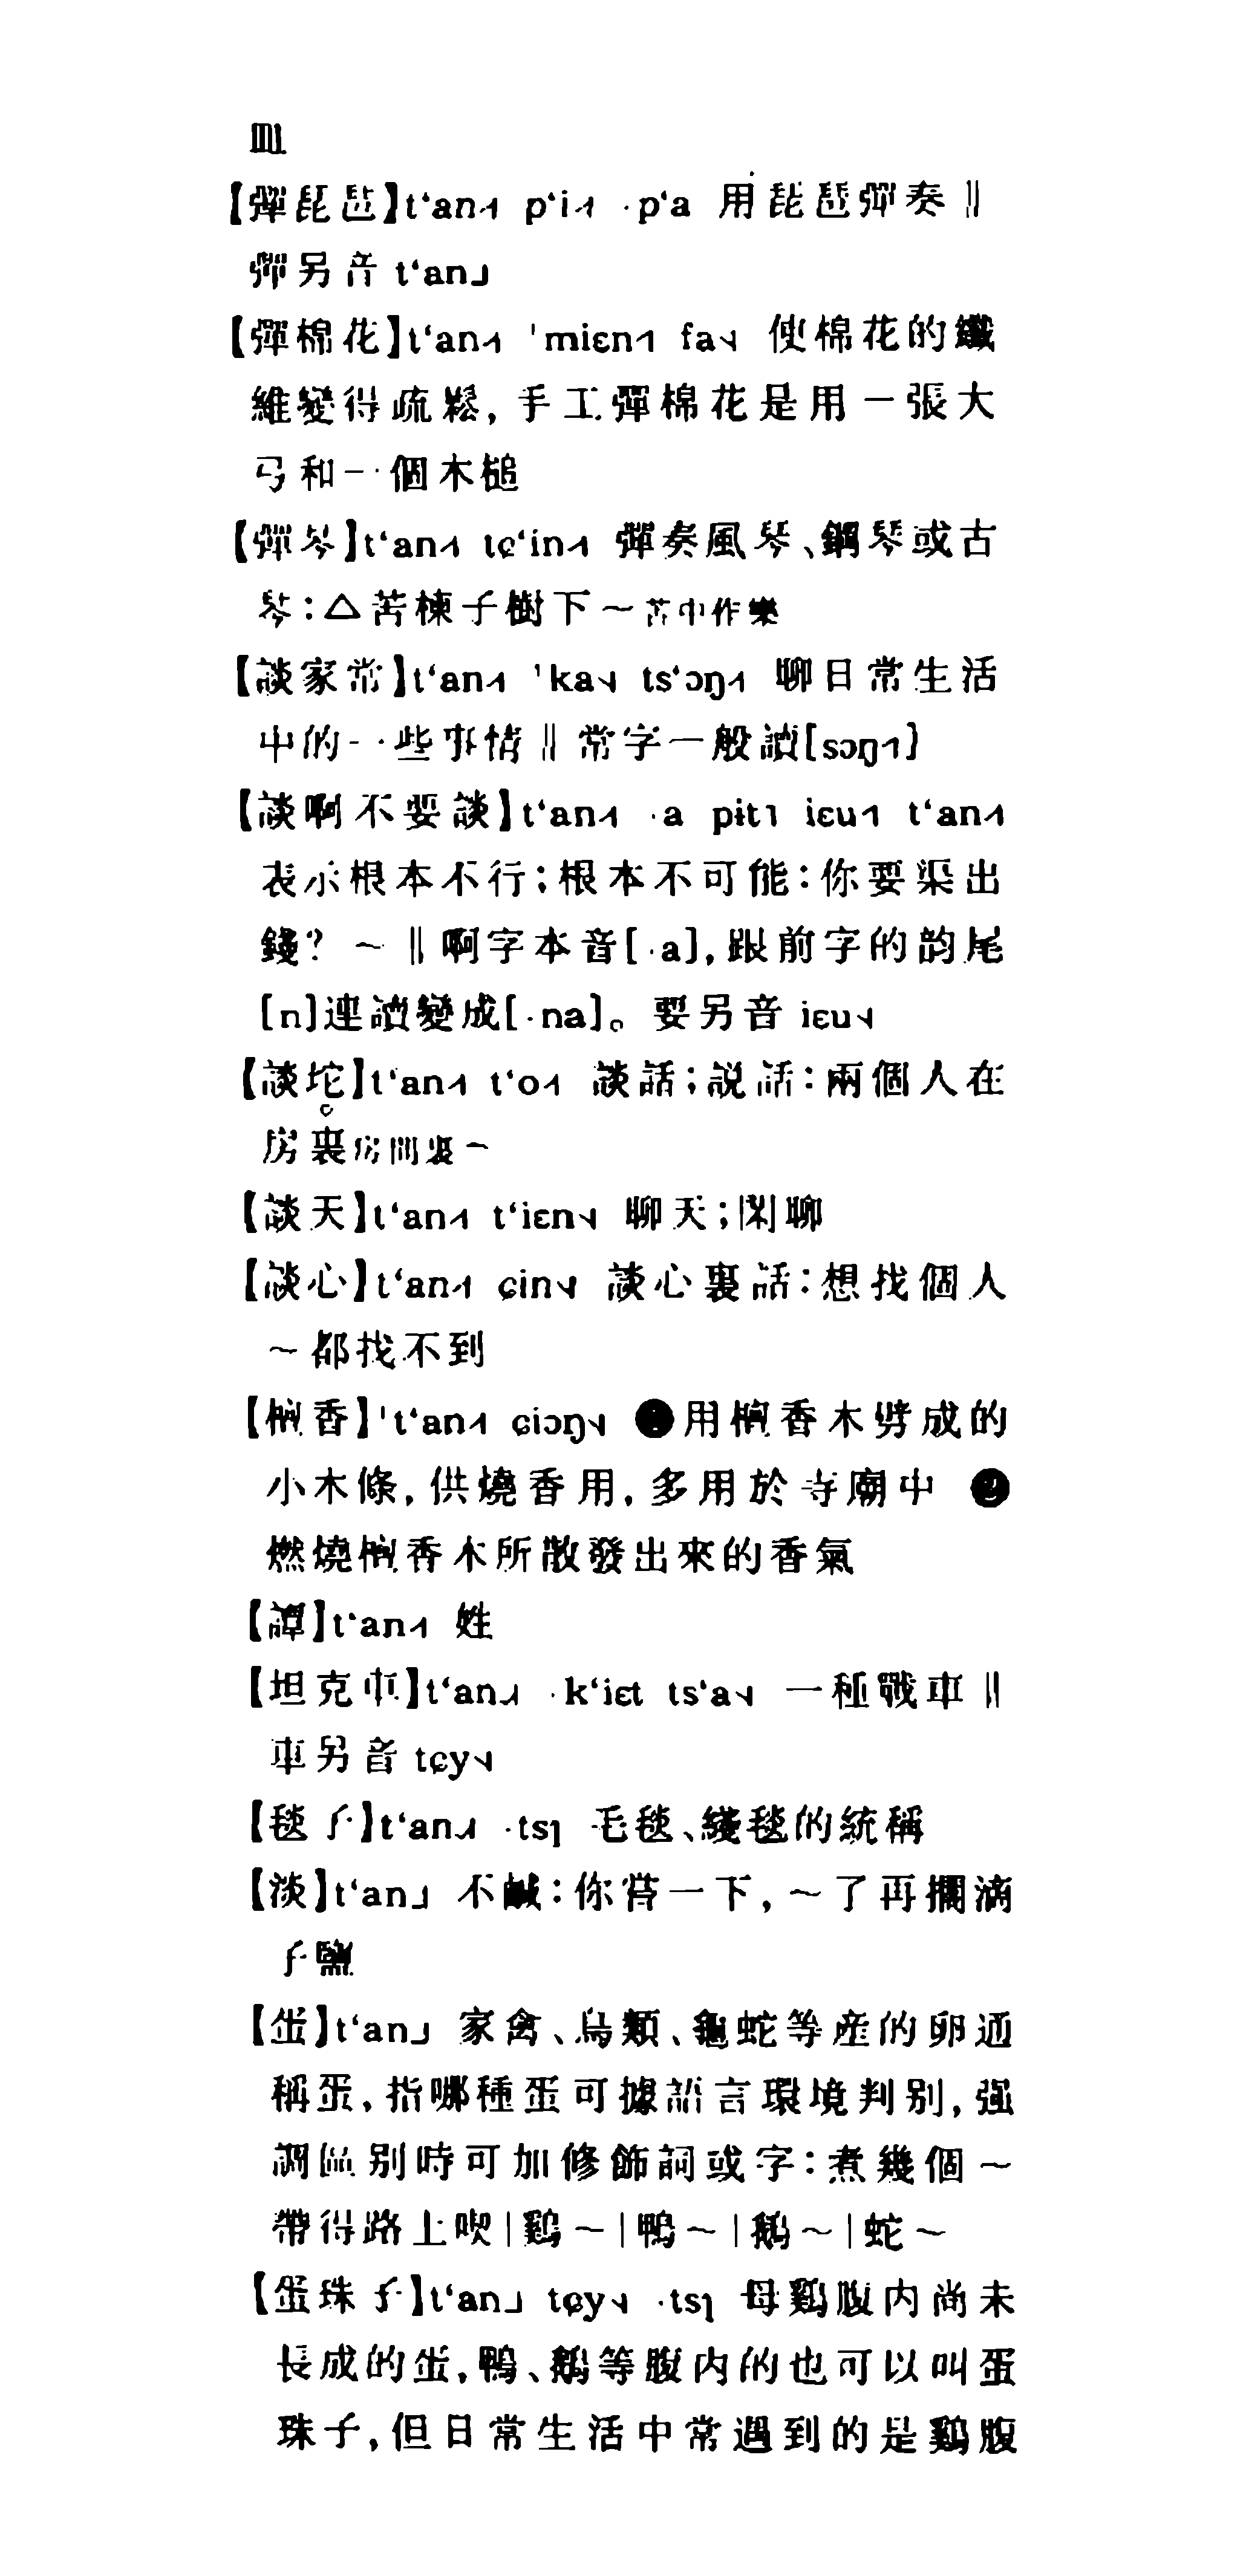 皿
【彈琵琶】tʻan˨˦ pʻi˨˦ ·pʻa 用琵琶彈奏‖
彈另音 tʻan˩
【彈棉花】tʻan˨˦ ˈmiɛn˦ fa˧˨ 使棉花的纖
維變得疏鬆,手工彈棉花是用一張大
弓和一個木槌
【彈琴】tʻan˨˦ tɕʻin˨˦ 彈奏風琴、鋼琴或古
琴:△苦楝子樹下～苦中作樂
【談家常】tʻan˨˦ ˈka˧˨ tsʻɔŋ˨˦ 聊日常生活
中的一些事情‖常字一般讀[sɔŋ˦]
【談啊不要談】tʻan˨˦ ·a pɨt˥ iɛu˦ tʻan˨˦
表示根本不行;根本不可能:你要渠出
錢? ～‖啊字本音[·a],跟前字的韵尾
[n]連讀變成[·na]。要另音 iɛu˧˨
【談坨】tʻan˨˦ tʻo˨˦ 談話;説話:兩個人在
房裏房間裏～
【談天】tʻan˨˦ tʻiɛn˧˨ 聊天;閑聊
【談心】tʻan˨˦ ɕin˧˨ 談心裏話:想找個人
～都找不到
【檀香】ˈtʻan˨˦ ɕiɔŋ˧˨ ❶用檀香木劈成的
小木條,供燒香用,多用於寺廟中 ❷
燃燒檀香木所散發出來的香氣
【譚】tʻan˨˦ 姓
【坦克車】tʻan˨˩ ·kʻiɛt tsʻa˧˨ 一種戰車‖
車另音 tɕy˧˨
【毯子】tʻan˨˩ ·tsɿ 毛毯、綫毯的統稱
【淡】tʻan˩ 不鹹:你嘗一下,～了再擱滴
子鹽
【蛋】tʻan˩ 家禽、鳥類、龜蛇等産的卵通
稱蛋,指哪種蛋可據語言環境判别,强
調區别時可加修飾詞或字:煮幾個～
帶得路上喫|鷄～|鴨～|鵝～|蛇～
【蛋珠子】tʻan˩ tɕy˧˨ ·tsɿ 母鷄腹内尚未
長成的蛋,鴨、鵝等腹内的也可以叫蛋
珠子,但日常生活中常遇到的是鷄腹